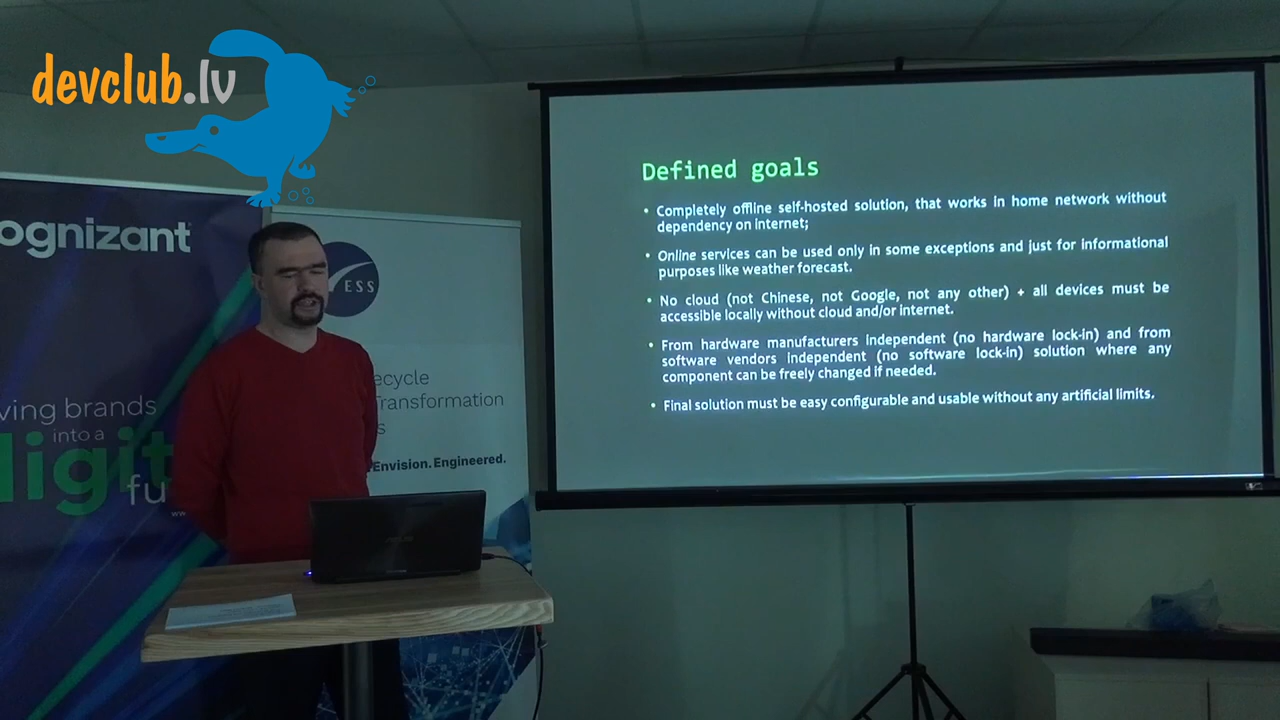 devclub.lv
ognizant
ESS
ecycle
Transformation
s
Envision. Engineered.
ving brands
into a
digit
fu
ww
Defined goals
• Completely offline self-hosted solution, that works in home network without
dependency on internet;
• Online services can be used only in some exceptions and just for informational
purposes like weather forecast.
• No cloud (not Chinese, not Google, not any other) + all devices must be
accessible locally without cloud and/or internet.
• From hardware manufacturers independent (no hardware lock-in) and from
software vendors independent (no software lock-in) solution where any
component can be freely changed if needed.
• Final solution must be easy configurable and usable without any artificial limits.